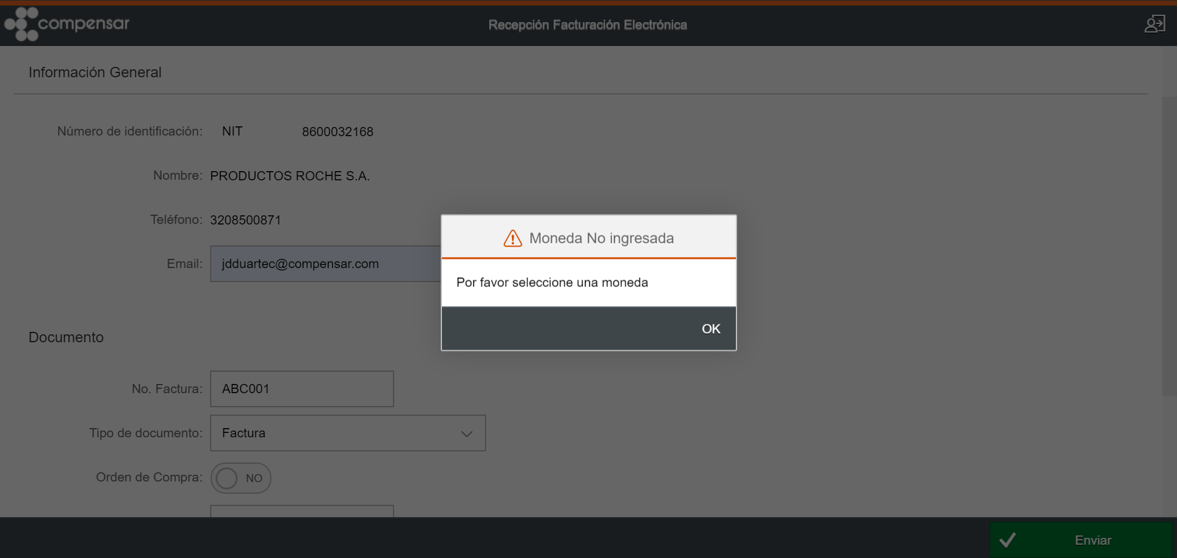 compensar
Recepción Facturación Electrónica
Información General
Número de identificación: NIT 8600032168
Nombre: PRODUCTOS ROCHE S.A.
Teléfono: 3208500871
Email: jdduartec@compensar.com
Moneda No ingresada
Por favor seleccione una moneda
OK
Documento
No. Factura: ABC001
Tipo de documento: Factura
Orden de Compra: NO
Enviar